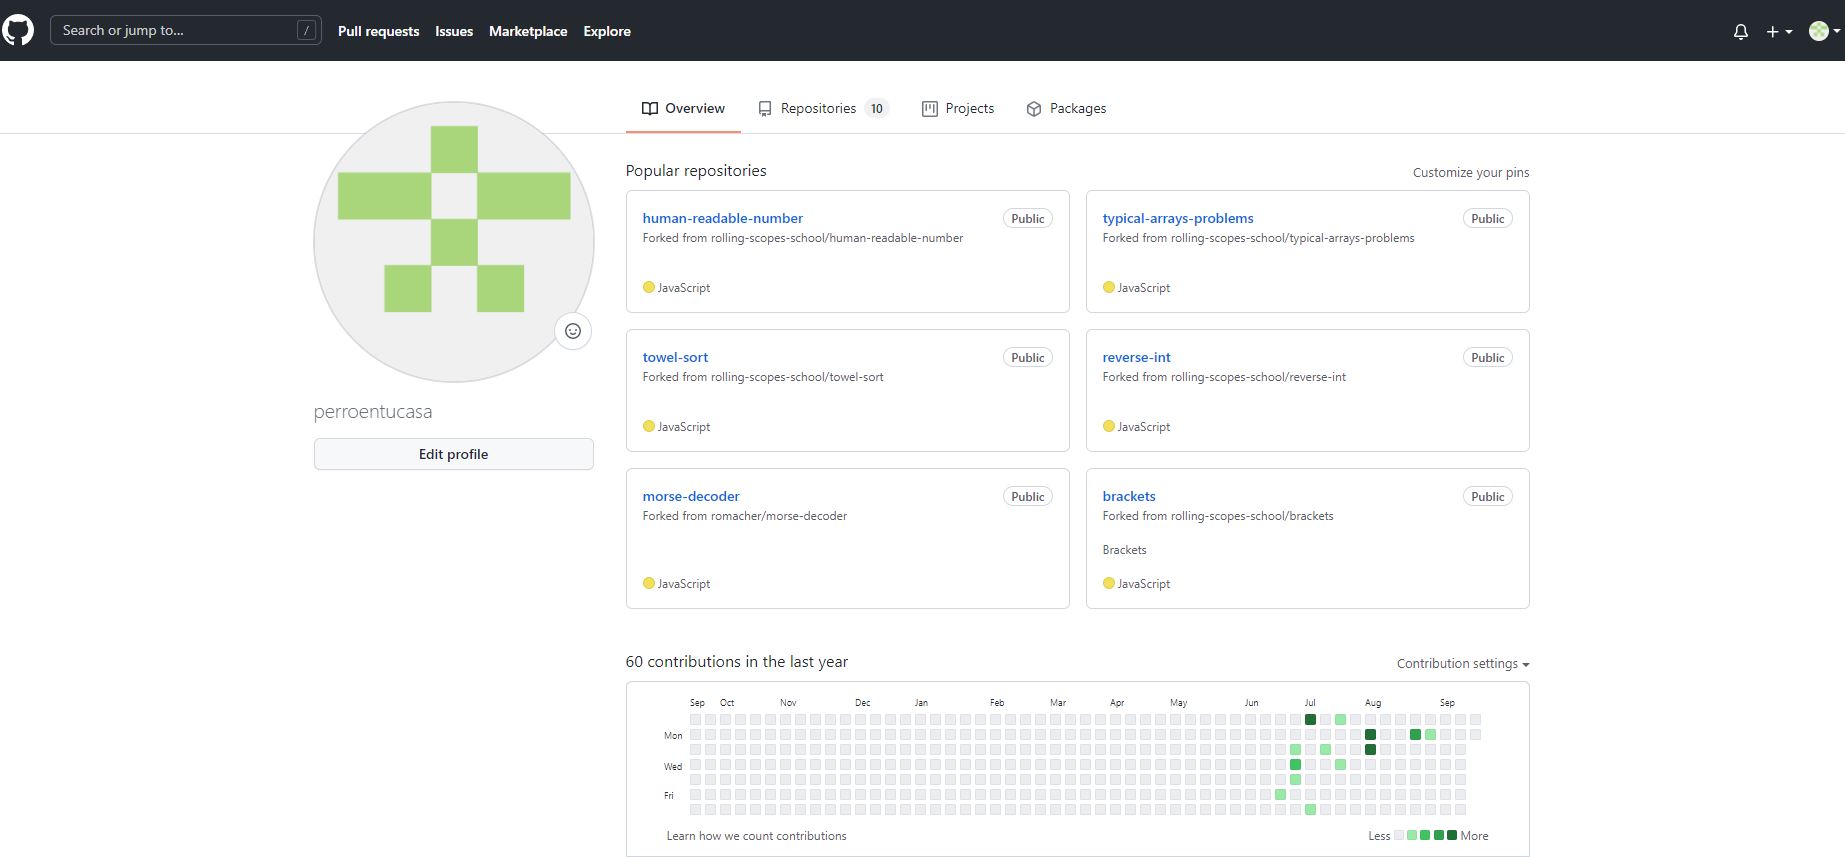 Search or jump to... /
Pull requests Issues Marketplace Explore
Overview Repositories 10 Projects Packages
perroentucasa
Edit profile
Popular repositories
Customize your pins
human-readable-number Public
Forked from rolling-scopes-school/human-readable-number
JavaScript
typical-arrays-problems Public
Forked from rolling-scopes-school/typical-arrays-problems
JavaScript
towel-sort Public
Forked from rolling-scopes-school/towel-sort
JavaScript
reverse-int Public
Forked from rolling-scopes-school/reverse-int
JavaScript
morse-decoder Public
Forked from romacher/morse-decoder
JavaScript
brackets Public
Forked from rolling-scopes-school/brackets
Brackets
JavaScript
60 contributions in the last year
Contribution settings
Sep Oct Nov Dec Jan Feb Mar Apr May Jun Jul Aug Sep
Mon
Wed
Fri
Learn how we count contributions
Less More